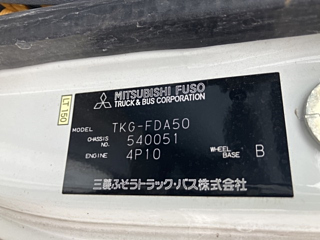 LT150
MITSUBISHI FUSO
TRUCK & BUS CORPORATION
MODEL TKG-FDA50
CHASSIS NO. 540051
ENGINE 4P10 WHEEL BASE B
三菱ふそうトラック・バス株式会社